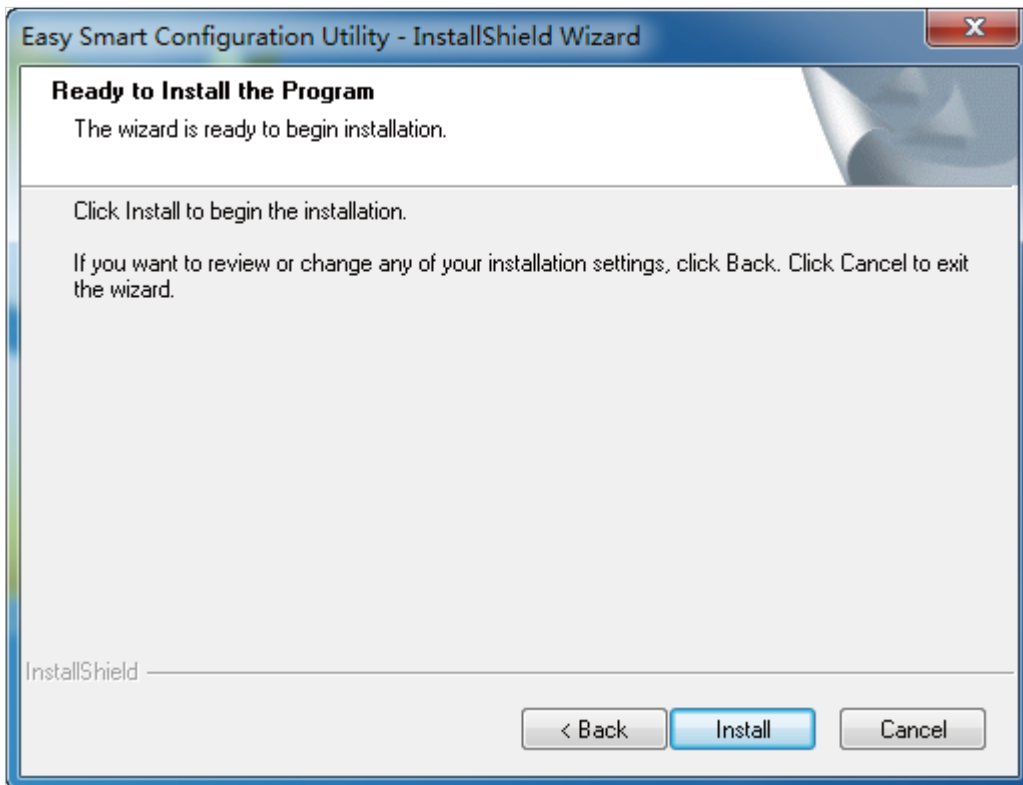 Easy Smart Configuration Utility - InstallShield Wizard
Ready to Install the Program
The wizard is ready to begin installation.
Click Install to begin the installation.
If you want to review or change any of your installation settings, click Back. Click Cancel to exit
the wizard.
InstallShield
< Back Install Cancel